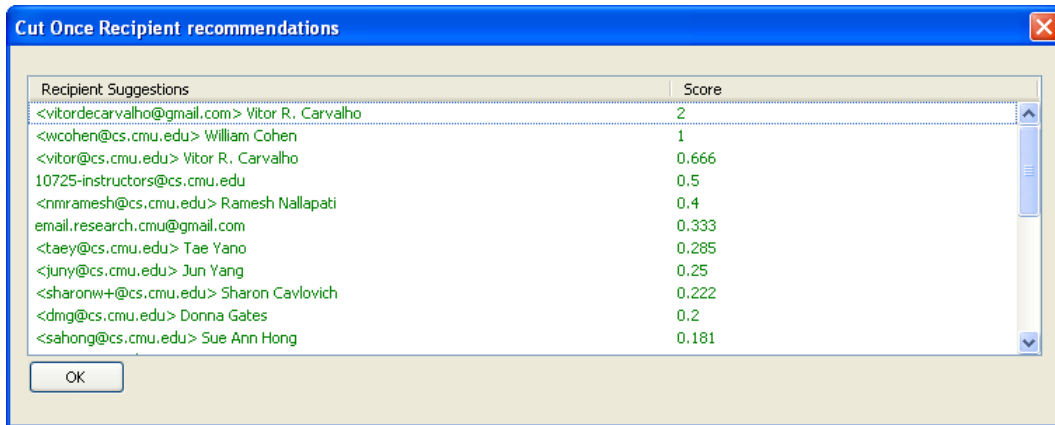 Cut Once Recipient recommendations
Recipient Suggestions Score
<vitordecarvalho@gmail.com> Vitor R. Carvalho 2
<wcohen@cs.cmu.edu> William Cohen 1
<vitor@cs.cmu.edu> Vitor R. Carvalho 0.666
10725-instructors@cs.cmu.edu 0.5
<nmramesh@cs.cmu.edu> Ramesh Nallapati 0.4
email.research.cmu@gmail.com 0.333
<taey@cs.cmu.edu> Tae Yano 0.285
<juny@cs.cmu.edu> Jun Yang 0.25
<sharonw+@cs.cmu.edu> Sharon Cavlovich 0.222
<dmg@cs.cmu.edu> Donna Gates 0.2
<sahong@cs.cmu.edu> Sue Ann Hong 0.181
OK